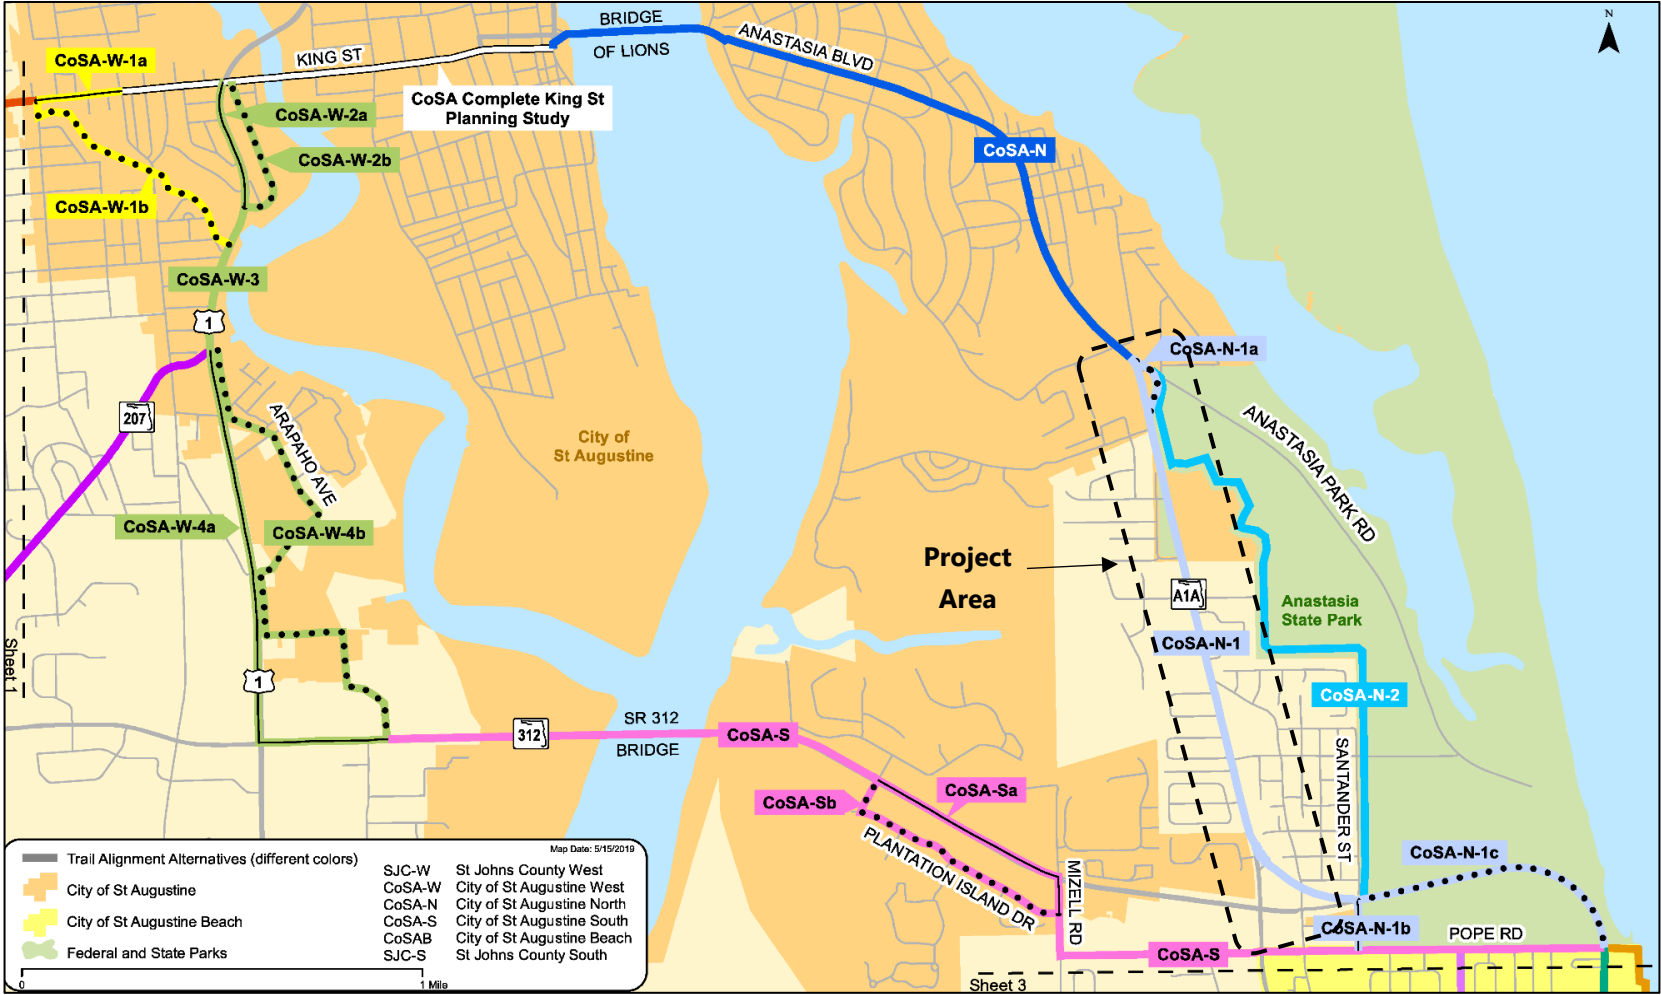 N
BRIDGE
OF LIONS
ANASTASIA BLVD
KING ST
CoSA-W-1a
CoSA Complete King St
Planning Study
CoSA-W-2a
CoSA-W-2b
CoSA-N
CoSA-W-1b
CoSA-W-3
1
CoSA-N-1a
207
ARAPAHO AVE
City of
St Augustine
ANASTASIA PARK RD
CoSA-W-4a
CoSA-W-4b
Project
Area
A1A
Anastasia
State Park
CoSA-N-1
Sheet 1
1
CoSA-N-2
SR 312
BRIDGE
312
CoSA-S
SANTANDER ST
CoSA-Sa
CoSA-Sb
PLANTATION ISLAND DR
MIZELL RD
CoSA-N-1c
CoSA-N-1b
POPE RD
CoSA-S
Sheet 3
Map Date: 5/15/2019
Trail Alignment Alternatives (different colors)
City of St Augustine
City of St Augustine Beach
Federal and State Parks
SJC-W St Johns County West
CoSA-W City of St Augustine West
CoSA-N City of St Augustine North
CoSA-S City of St Augustine South
CoSAB City of St Augustine Beach
SJC-S St Johns County South
0 1 Mile